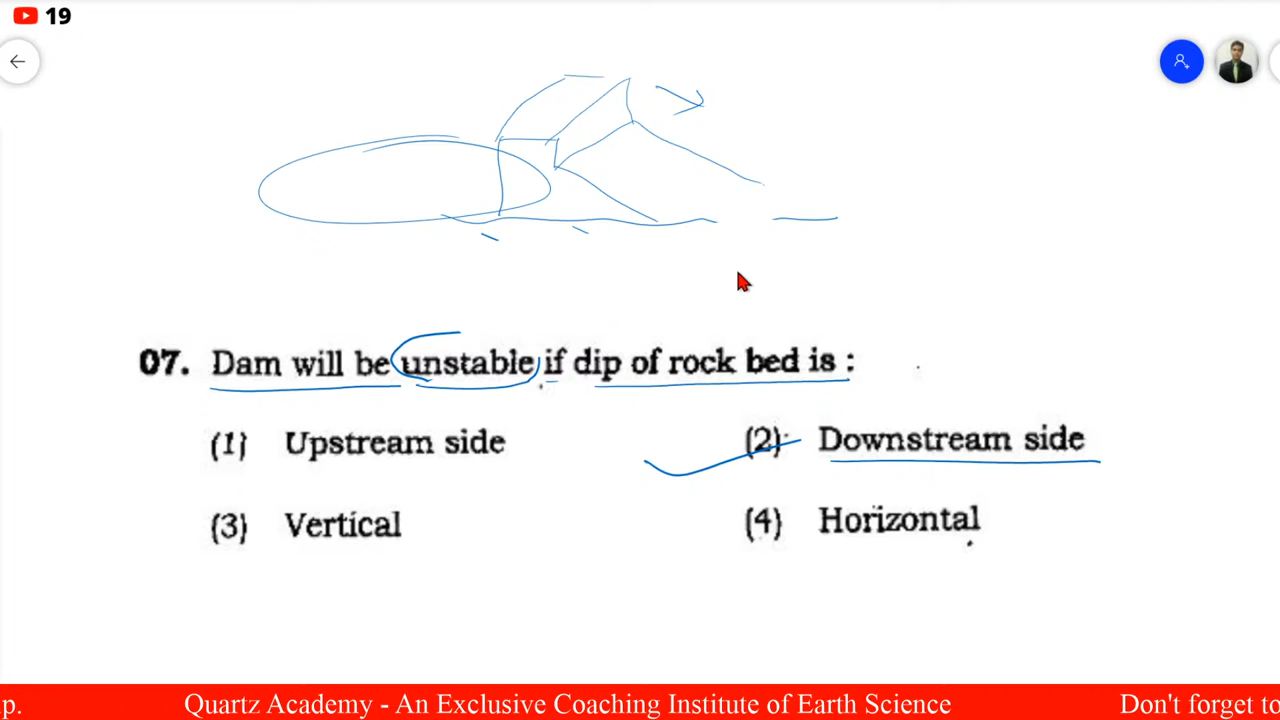 19
07. Dam will be unstable if dip of rock bed is :
(1) Upstream side (2) Downstream side
(3) Vertical (4) Horizontal
p. Quartz Academy - An Exclusive Coaching Institute of Earth Science Don't forget to